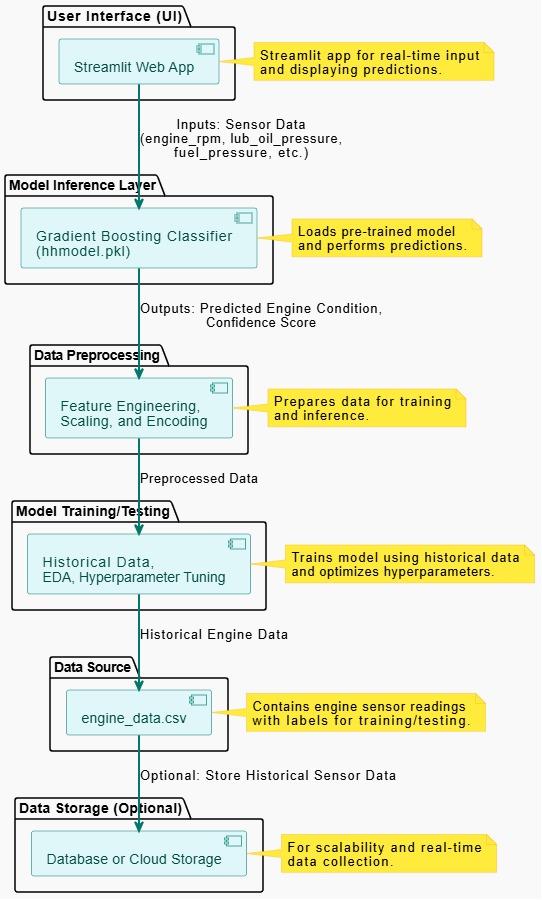 User Interface (UI)
Streamlit Web App
Streamlit app for real-time input
and displaying predictions.
Inputs: Sensor Data
(engine_rpm, lub_oil_pressure,
fuel_pressure, etc.)
Model Inference Layer
Gradient Boosting Classifier
(hhmodel.pkl)
Loads pre-trained model
and performs predictions.
Outputs: Predicted Engine Condition,
Confidence Score
Data Preprocessing
Feature Engineering,
Scaling, and Encoding
Prepares data for training
and inference.
Preprocessed Data
Model Training/Testing
Historical Data,
EDA, Hyperparameter Tuning
Trains model using historical data
and optimizes hyperparameters.
Historical Engine Data
Data Source
engine_data.csv
Contains engine sensor readings
with labels for training/testing.
Optional: Store Historical Sensor Data
Data Storage (Optional)
Database or Cloud Storage
For scalability and real-time
data collection.